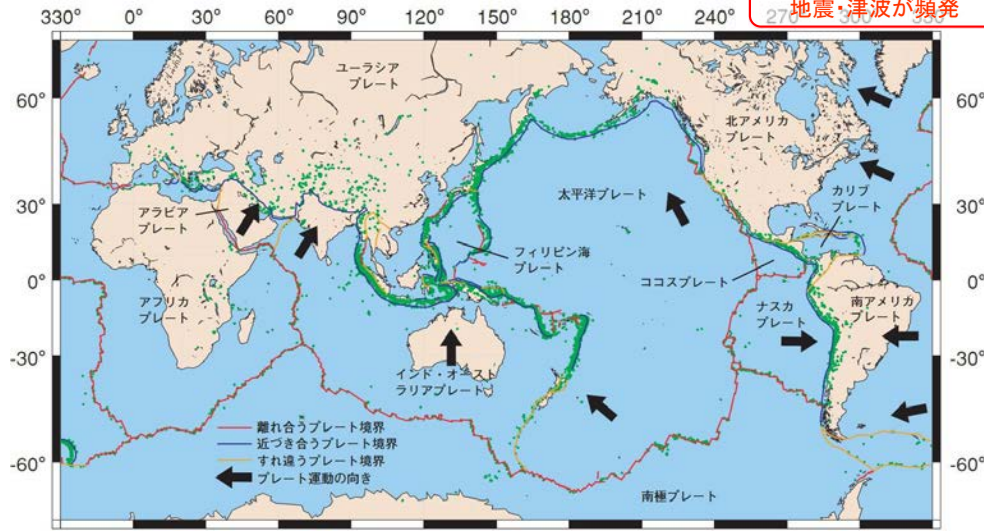 地震・津波が頻発
330° 0° 30° 60° 90° 120° 150° 180° 210° 240° 270° 300° 330°
60°
30°
0°
-30°
-60°
60°
30°
0°
-30°
-60°
ユーラシア
プレート
北アメリカ
プレート
太平洋プレート
カリブ
プレート
アラビア
プレート
フィリピン海
プレート
ココスプレート
アフリカ
プレート
ナスカ
プレート
南アメリカ
プレート
インド・オースト
ラリアプレート
離れ合うプレート境界
近づき合うプレート境界
すれ違うプレート境界
プレート運動の向き
南極プレート